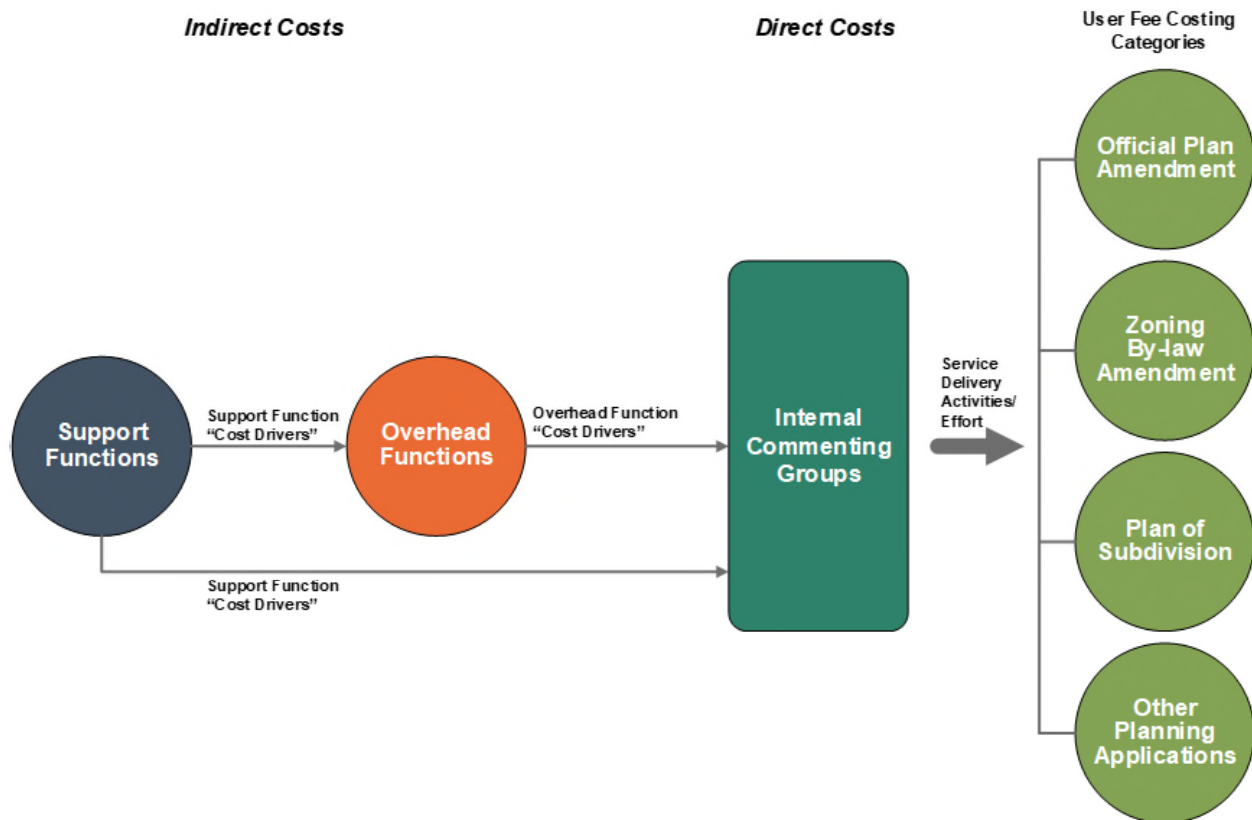 Indirect Costs
Direct Costs
User Fee Costing
Categories
Support
Functions
Support Function
“Cost Drivers”
Overhead
Functions
Overhead Function
“Cost Drivers”
Support Function
“Cost Drivers”
Internal
Commenting
Groups
Service
Delivery
Activities/
Effort
Official Plan
Amendment
Zoning
By-law
Amendment
Plan of
Subdivision
Other
Planning
Applications